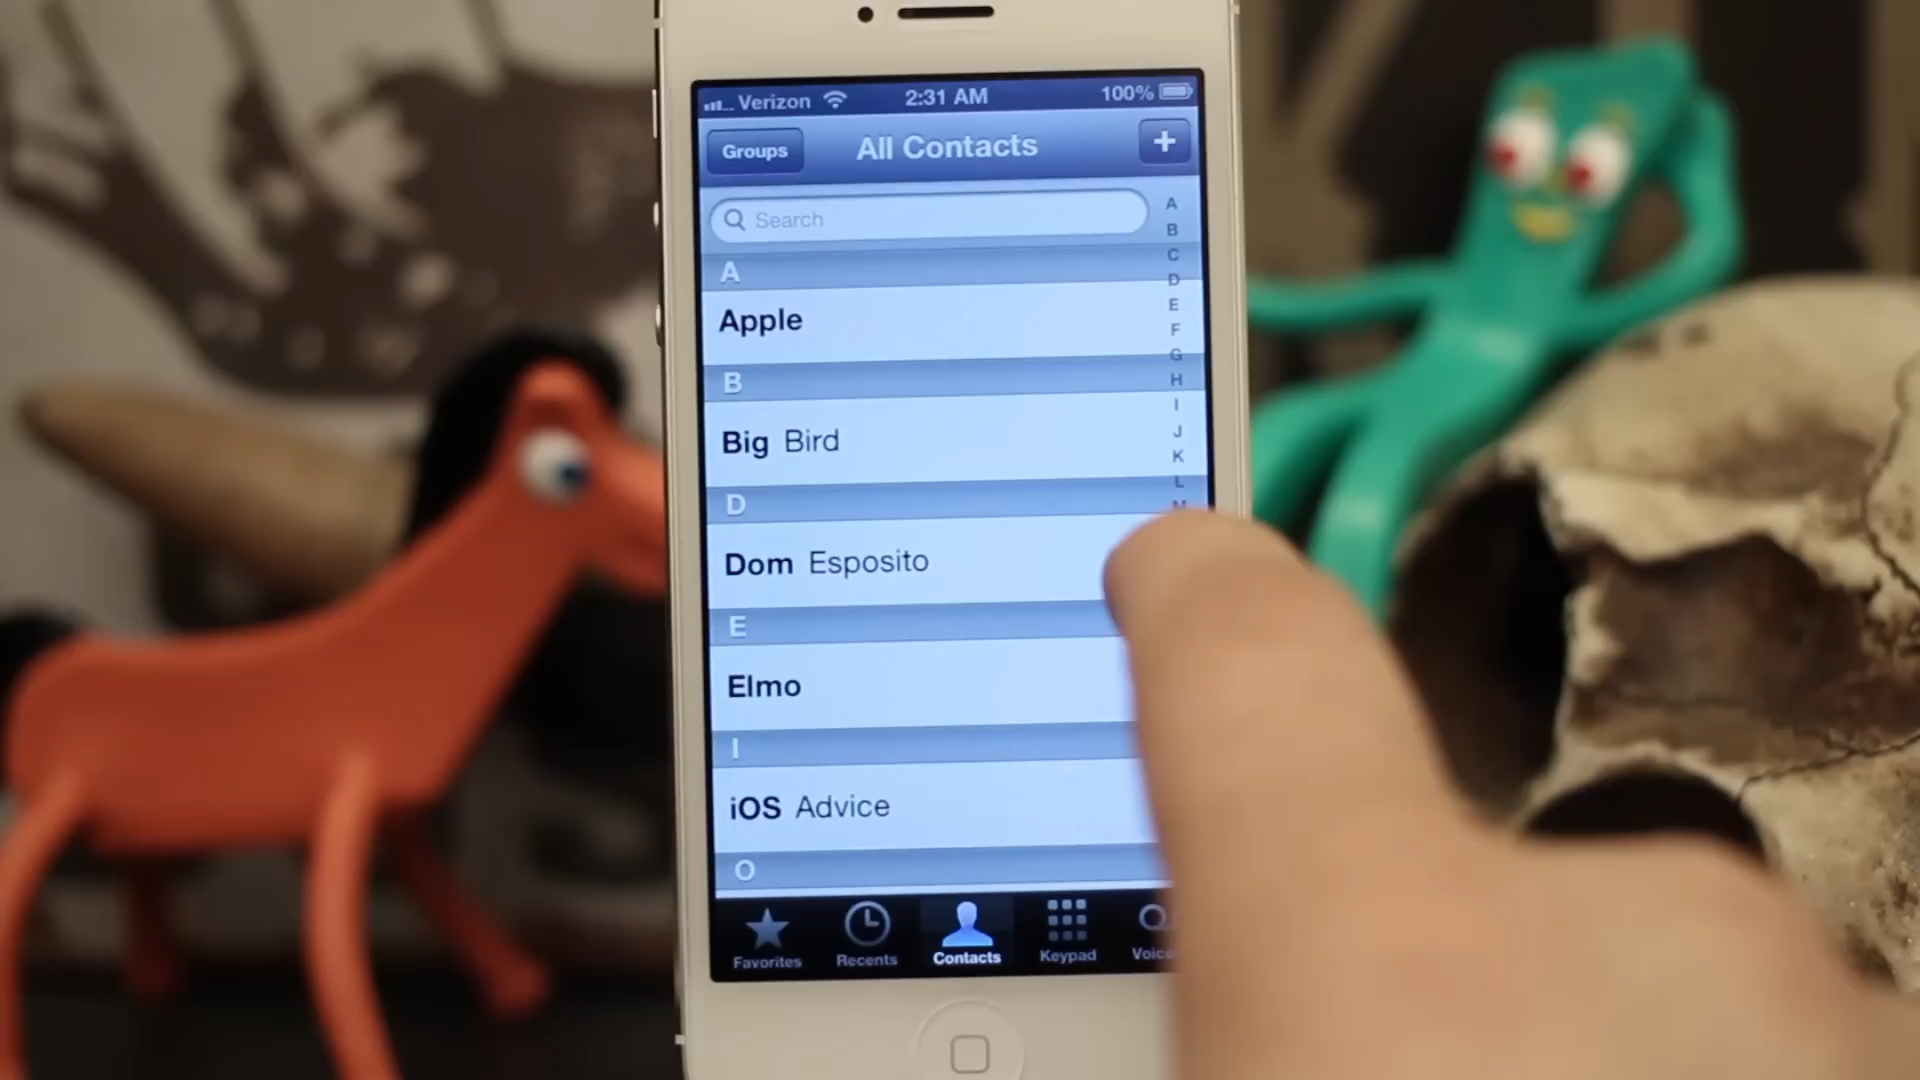 Verizon 2:31 AM 100%
Groups All Contacts +
Search
A
Apple
B
Big Bird
D
Dom Esposito
E
Elmo
I
iOS Advice
O
A
B
C
D
E
F
G
H
I
J
K
L
Favorites Recents Contacts Keypad